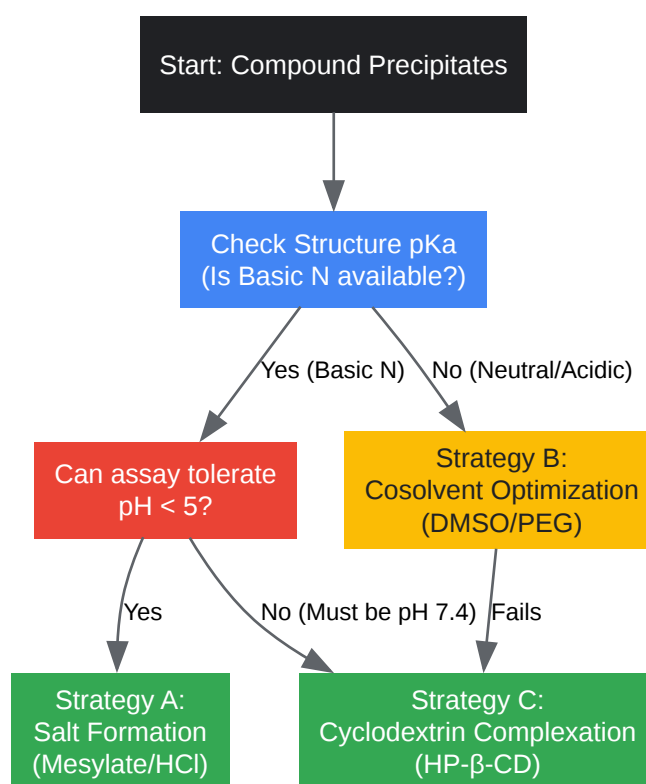 Start: Compound Precipitates
Check Structure pKa
(Is Basic N available?)
Yes (Basic N)
No (Neutral/Acidic)
Can assay tolerate
pH < 5?
Strategy B:
Cosolvent Optimization
(DMSO/PEG)
Yes
No (Must be pH 7.4)
Fails
Strategy A:
Salt Formation
(Mesylate/HCl)
Strategy C:
Cyclodextrin Complexation
(HP-β-CD)